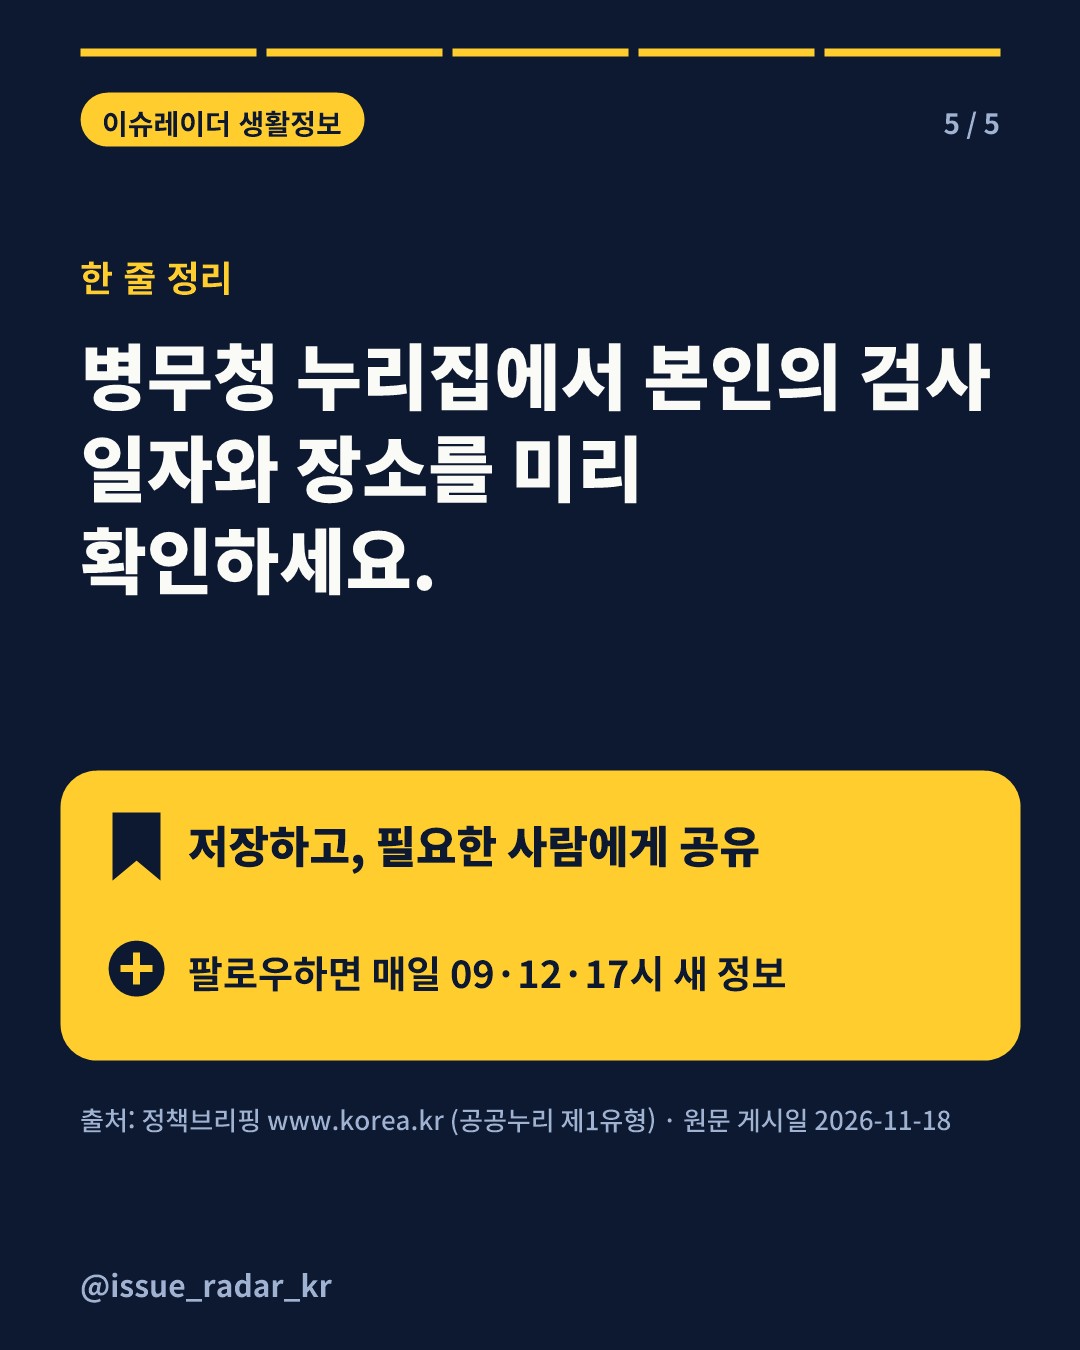 이슈레이더 생활정보
5 / 5
한 줄 정리
병무청 누리집에서 본인의 검사
일자와 장소를 미리
확인하세요.
저장하고, 필요한 사람에게 공유
팔로우하면 매일 09·12·17시 새 정보
출처: 정책브리핑 www.korea.kr (공공누리 제1유형) · 원문 게시일 2026-11-18
@issue_radar_kr